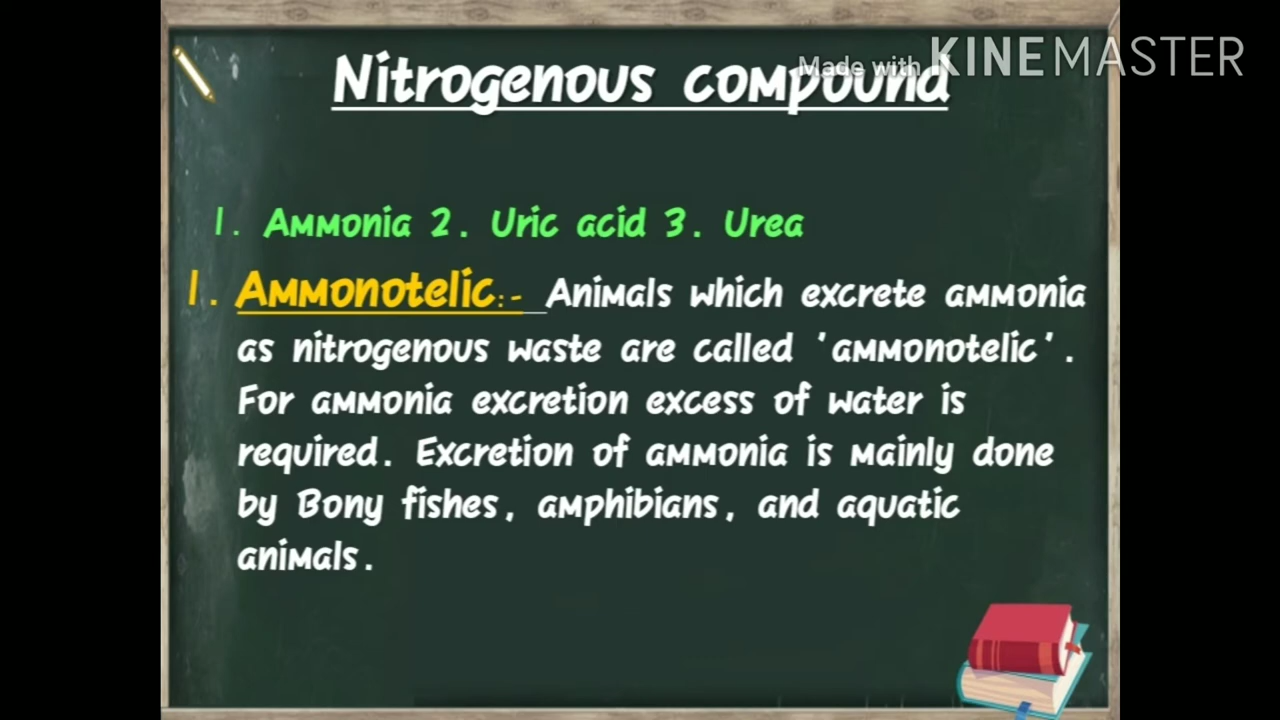 Made with KINEMASTER
Nitrogenous compound
1. Ammonia 2. Uric acid 3. Urea
1. Ammonotelic:- Animals which excrete ammonia
as nitrogenous waste are called 'ammonotelic'.
For ammonia excretion excess of water is
required. Excretion of ammonia is mainly done
by Bony fishes, amphibians, and aquatic
animals.